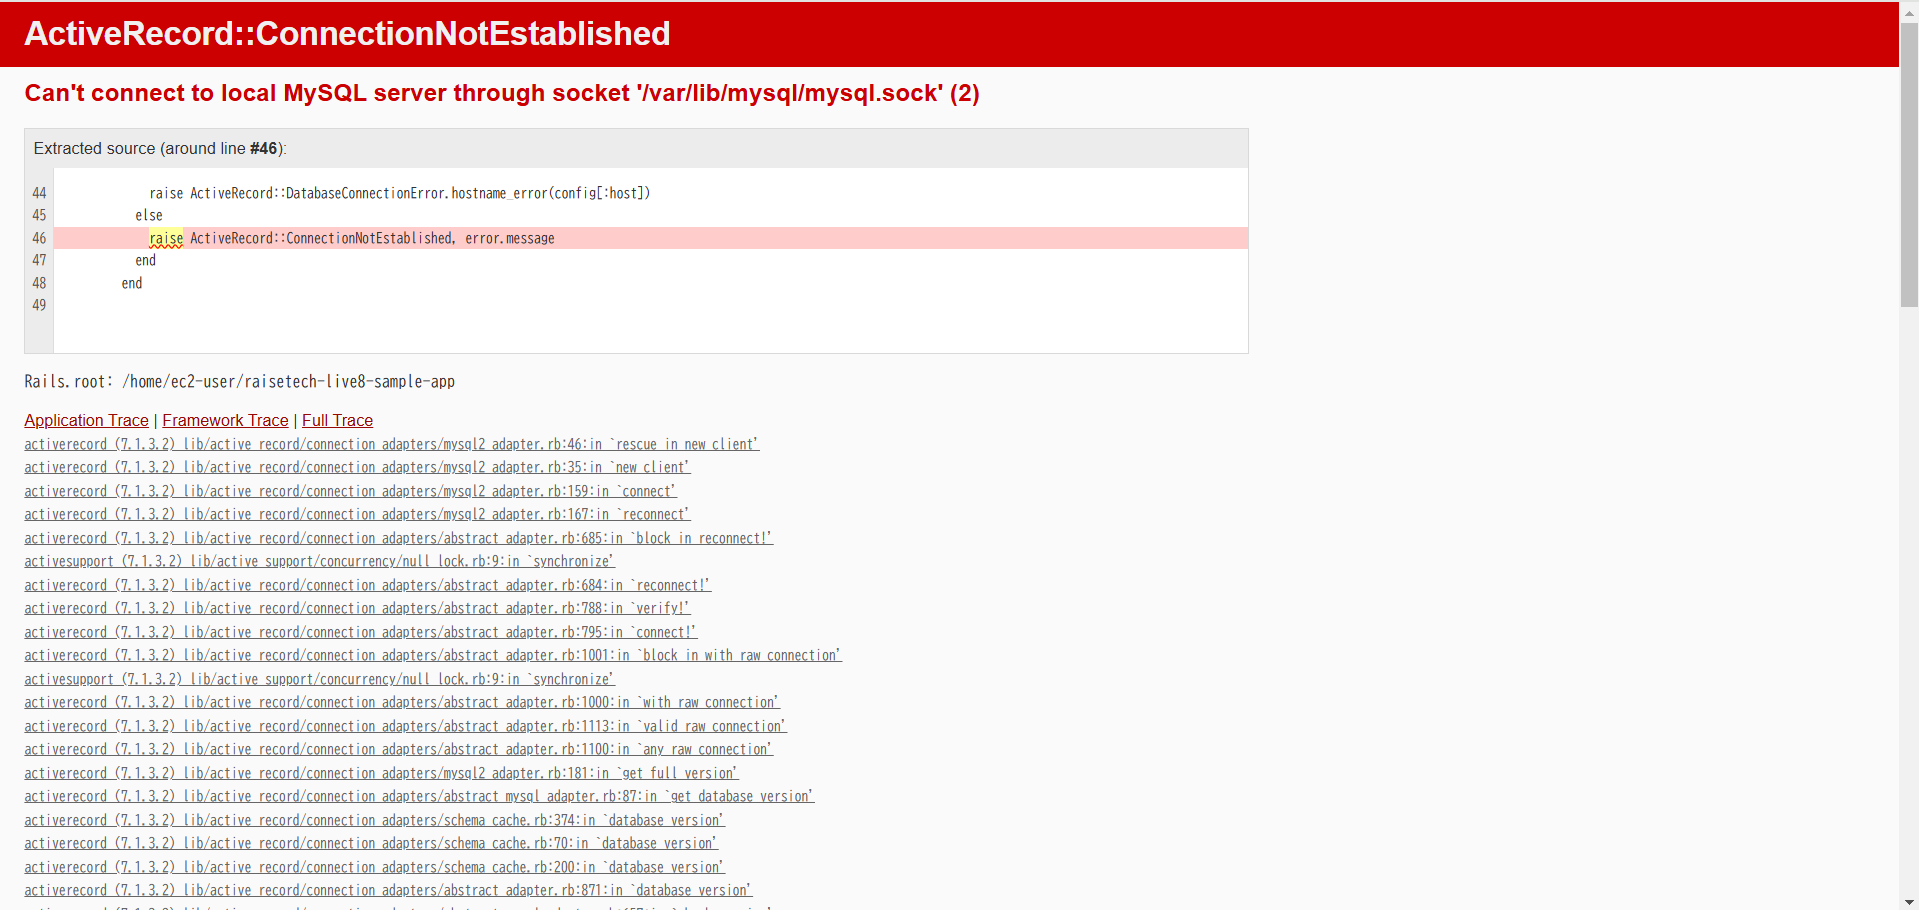 ActiveRecord::ConnectionNotEstablished
Can't connect to local MySQL server through socket '/var/lib/mysql/mysql.sock' (2)
Extracted source (around line #46):
44 raise ActiveRecord::DatabaseConnectionError.hostname_error(config[:host])
45 else
46 raise ActiveRecord::ConnectionNotEstablished, error.message
47 end
48 end
49
Rails.root: /home/ec2-user/raisetech-live8-sample-app
Application Trace | Framework Trace | Full Trace
activerecord (7.1.3.2) lib/active_record/connection_adapters/mysql2_adapter.rb:46:in `rescue in new_client'
activerecord (7.1.3.2) lib/active_record/connection_adapters/mysql2_adapter.rb:35:in `new_client'
activerecord (7.1.3.2) lib/active_record/connection_adapters/mysql2_adapter.rb:159:in `connect'
activerecord (7.1.3.2) lib/active_record/connection_adapters/mysql2_adapter.rb:167:in `reconnect'
activerecord (7.1.3.2) lib/active_record/connection_adapters/abstract_adapter.rb:685:in `block in reconnect!'
activesupport (7.1.3.2) lib/active_support/concurrency/null_lock.rb:9:in `synchronize'
activerecord (7.1.3.2) lib/active_record/connection_adapters/abstract_adapter.rb:684:in `reconnect!'
activerecord (7.1.3.2) lib/active_record/connection_adapters/abstract_adapter.rb:788:in `verify!'
activerecord (7.1.3.2) lib/active_record/connection_adapters/abstract_adapter.rb:795:in `connect!'
activerecord (7.1.3.2) lib/active_record/connection_adapters/abstract_adapter.rb:1001:in `block in with_raw_connection'
activesupport (7.1.3.2) lib/active_support/concurrency/null_lock.rb:9:in `synchronize'
activerecord (7.1.3.2) lib/active_record/connection_adapters/abstract_adapter.rb:1000:in `with_raw_connection'
activerecord (7.1.3.2) lib/active_record/connection_adapters/abstract_adapter.rb:1113:in `valid_raw_connection'
activerecord (7.1.3.2) lib/active_record/connection_adapters/abstract_adapter.rb:1100:in `any_raw_connection'
activerecord (7.1.3.2) lib/active_record/connection_adapters/mysql2_adapter.rb:181:in `get_full_version'
activerecord (7.1.3.2) lib/active_record/connection_adapters/abstract_mysql_adapter.rb:87:in `get_database_version'
activerecord (7.1.3.2) lib/active_record/connection_adapters/schema_cache.rb:374:in `database_version'
activerecord (7.1.3.2) lib/active_record/connection_adapters/schema_cache.rb:70:in `database_version'
activerecord (7.1.3.2) lib/active_record/connection_adapters/schema_cache.rb:200:in `database_version'
activerecord (7.1.3.2) lib/active_record/connection_adapters/abstract_adapter.rb:871:in `database_version'